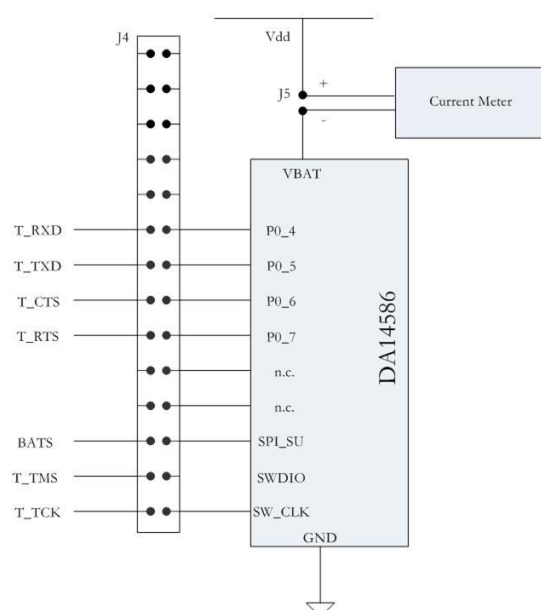 J4
Vdd
J5
+
-
Current Meter
VBAT
T_RXD
P0_4
T_TXD
P0_5
T_CTS
P0_6
T_RTS
P0_7
n.c.
n.c.
BATS
SPI_SU
T_TMS
SWDIO
T_TCK
SW_CLK
GND
DA14586